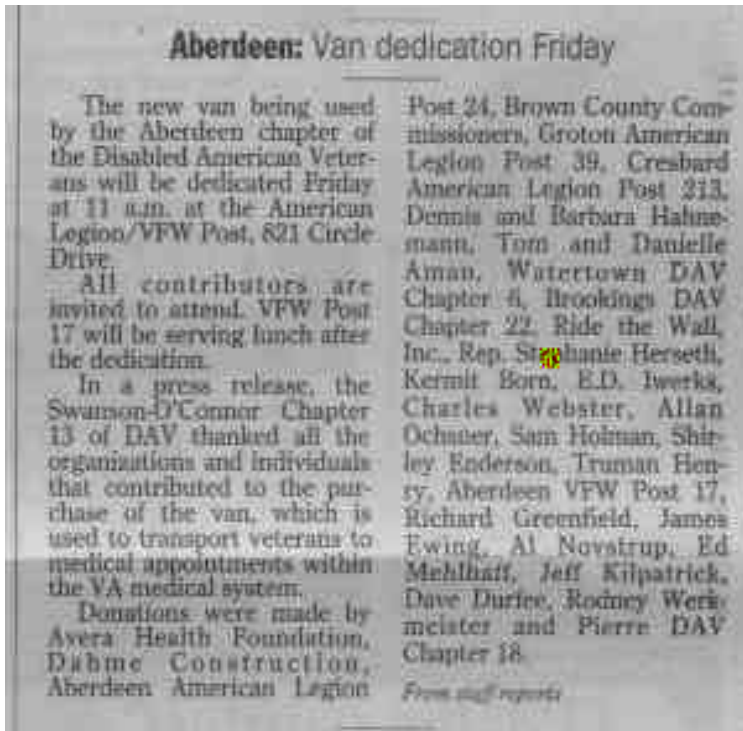 Aberdeen: Van dedication Friday
The new van being used
by the Aberdeen chapter of
the Disabled American Veter-
ans will be dedicated Friday
at 11 a.m. at the American
Legion/VFW Post, 821 Circle
Drive.
All contributors are
invited to attend. VFW Post
17 will be serving lunch after
the dedication.
In a press release, the
Swanson-O'Connor Chapter
13 of DAV thanked all the
organizations and individuals
that contributed to the pur-
chase of the van, which is
used to transport veterans to
medical appointments within
the VA medical system.
Donations were made by
Avera Health Foundation,
Dahme Construction,
Aberdeen American Legion
Post 24, Brown County Com-
missioners, Groton American
Legion Post 39, Cresbard
American Legion Post 213,
Dennis and Barbara Hahne-
mann, Tom and Danielle
Aman, Watertown DAV
Chapter 6, Brookings DAV
Chapter 22, Ride the Wall,
Inc., Rep. Stephanie Herseth,
Kermit Born, E.D. Iwerks,
Charles Webster, Allan
Ochsner, Sam Holman, Shir-
ley Enderson, Truman Hen-
ry, Aberdeen VFW Post 17,
Richard Greenfield, James
Ewing, Al Novstrup, Ed
Mehlhaff, Jeff Kilpatrick,
Dave Durfee, Rodney Werk-
meister and Pierre DAV
Chapter 18.
From staff reports